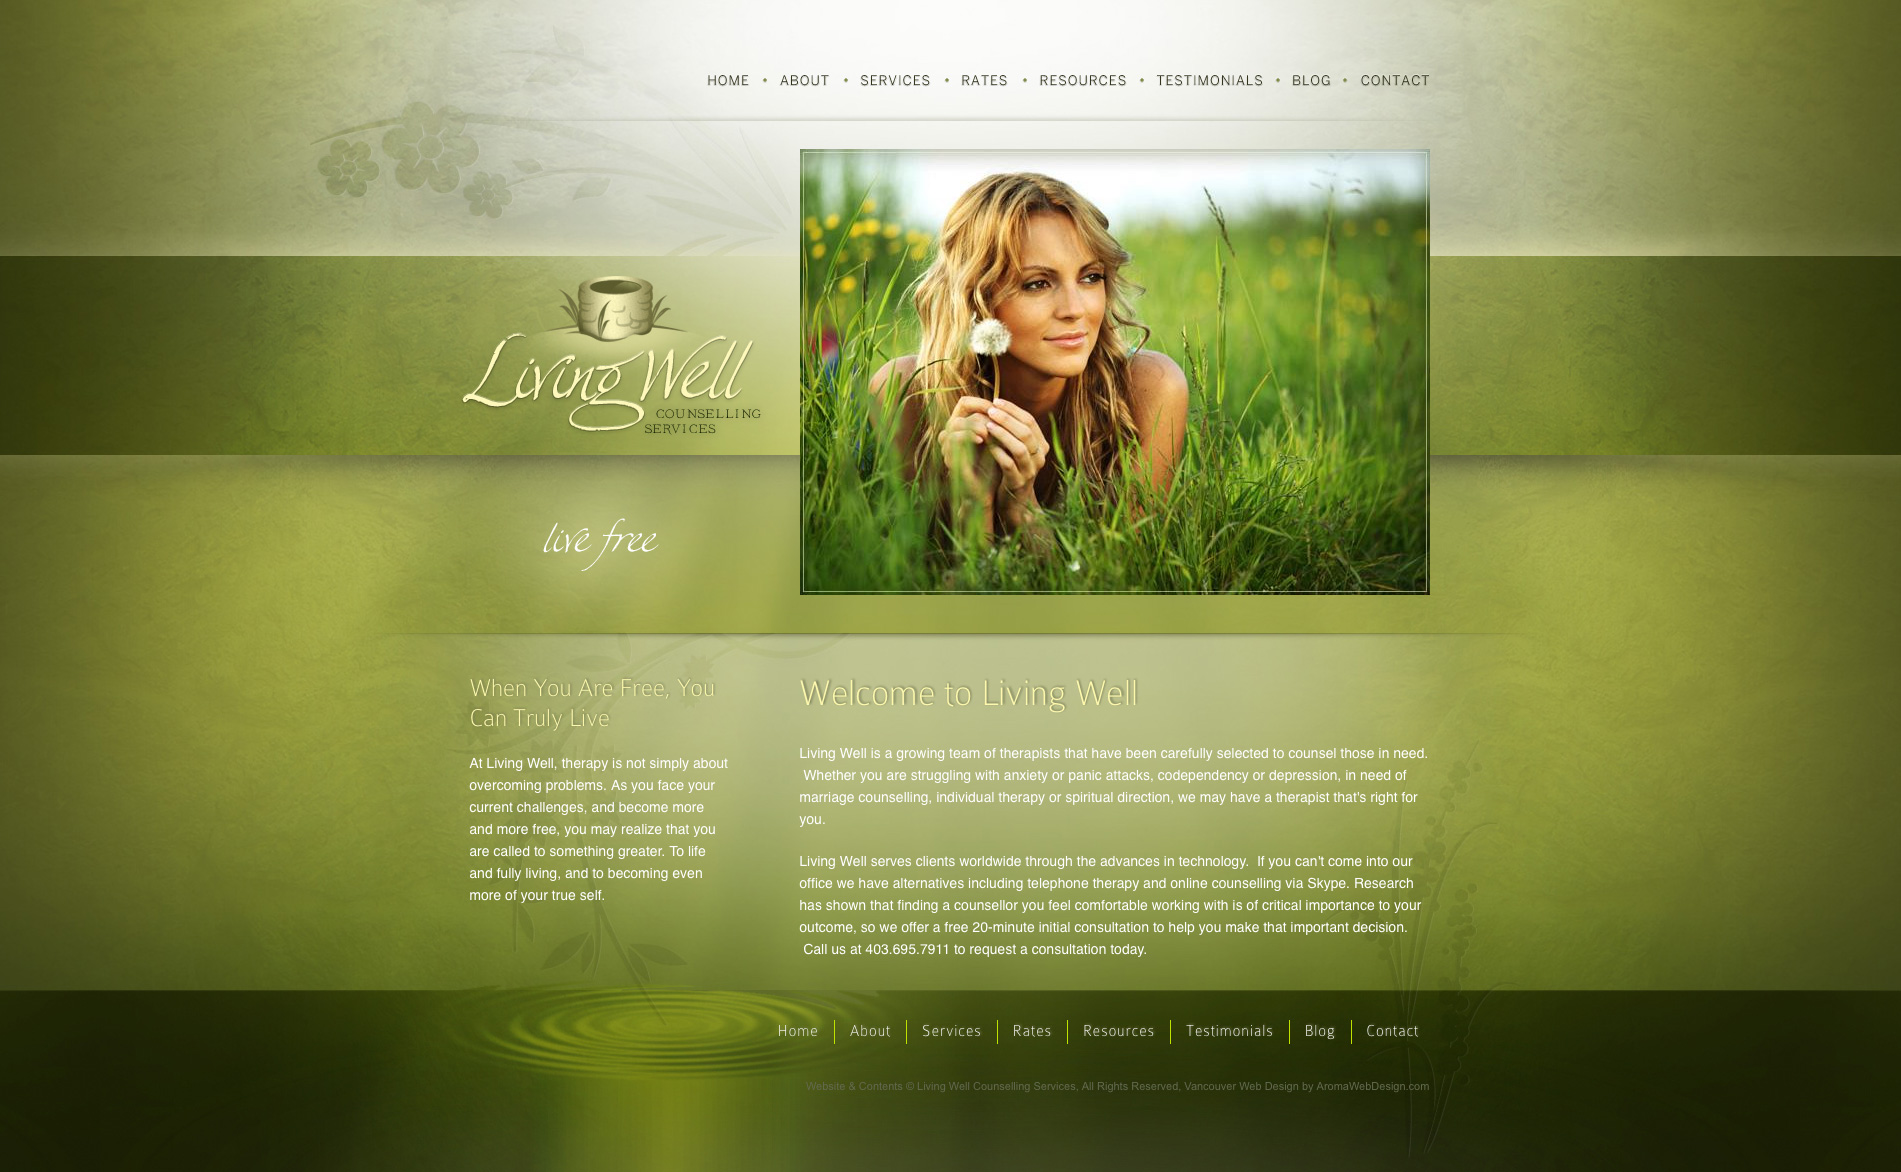 HOME • ABOUT • SERVICES • RATES • RESOURCES • TESTIMONIALS • BLOG • CONTACT
Living Well
COUNSELLING
SERVICES
live free
When You Are Free, You
Can Truly Live
At Living Well, therapy is not simply about
overcoming problems. As you face your
current challenges, and become more
and more free, you may realize that you
are called to something greater. To life
and fully living, and to becoming even
more of your true self.
Welcome to Living Well
Living Well is a growing team of therapists that have been carefully selected to counsel those in need.
Whether you are struggling with anxiety or panic attacks, codependency or depression, in need of
marriage counselling, individual therapy or spiritual direction, we may have a therapist that's right for
you.
Living Well serves clients worldwide through the advances in technology.  If you can't come into our
office we have alternatives including telephone therapy and online counselling via Skype. Research
has shown that finding a counsellor you feel comfortable working with is of critical importance to your
outcome, so we offer a free 20-minute initial consultation to help you make that important decision.
Call us at 403.695.7911 to request a consultation today.
Home | About | Services | Rates | Resources | Testimonials | Blog | Contact
Website & Contents © Living Well Counselling Services, All Rights Reserved, Vancouver Web Design by AromaWebDesign.com